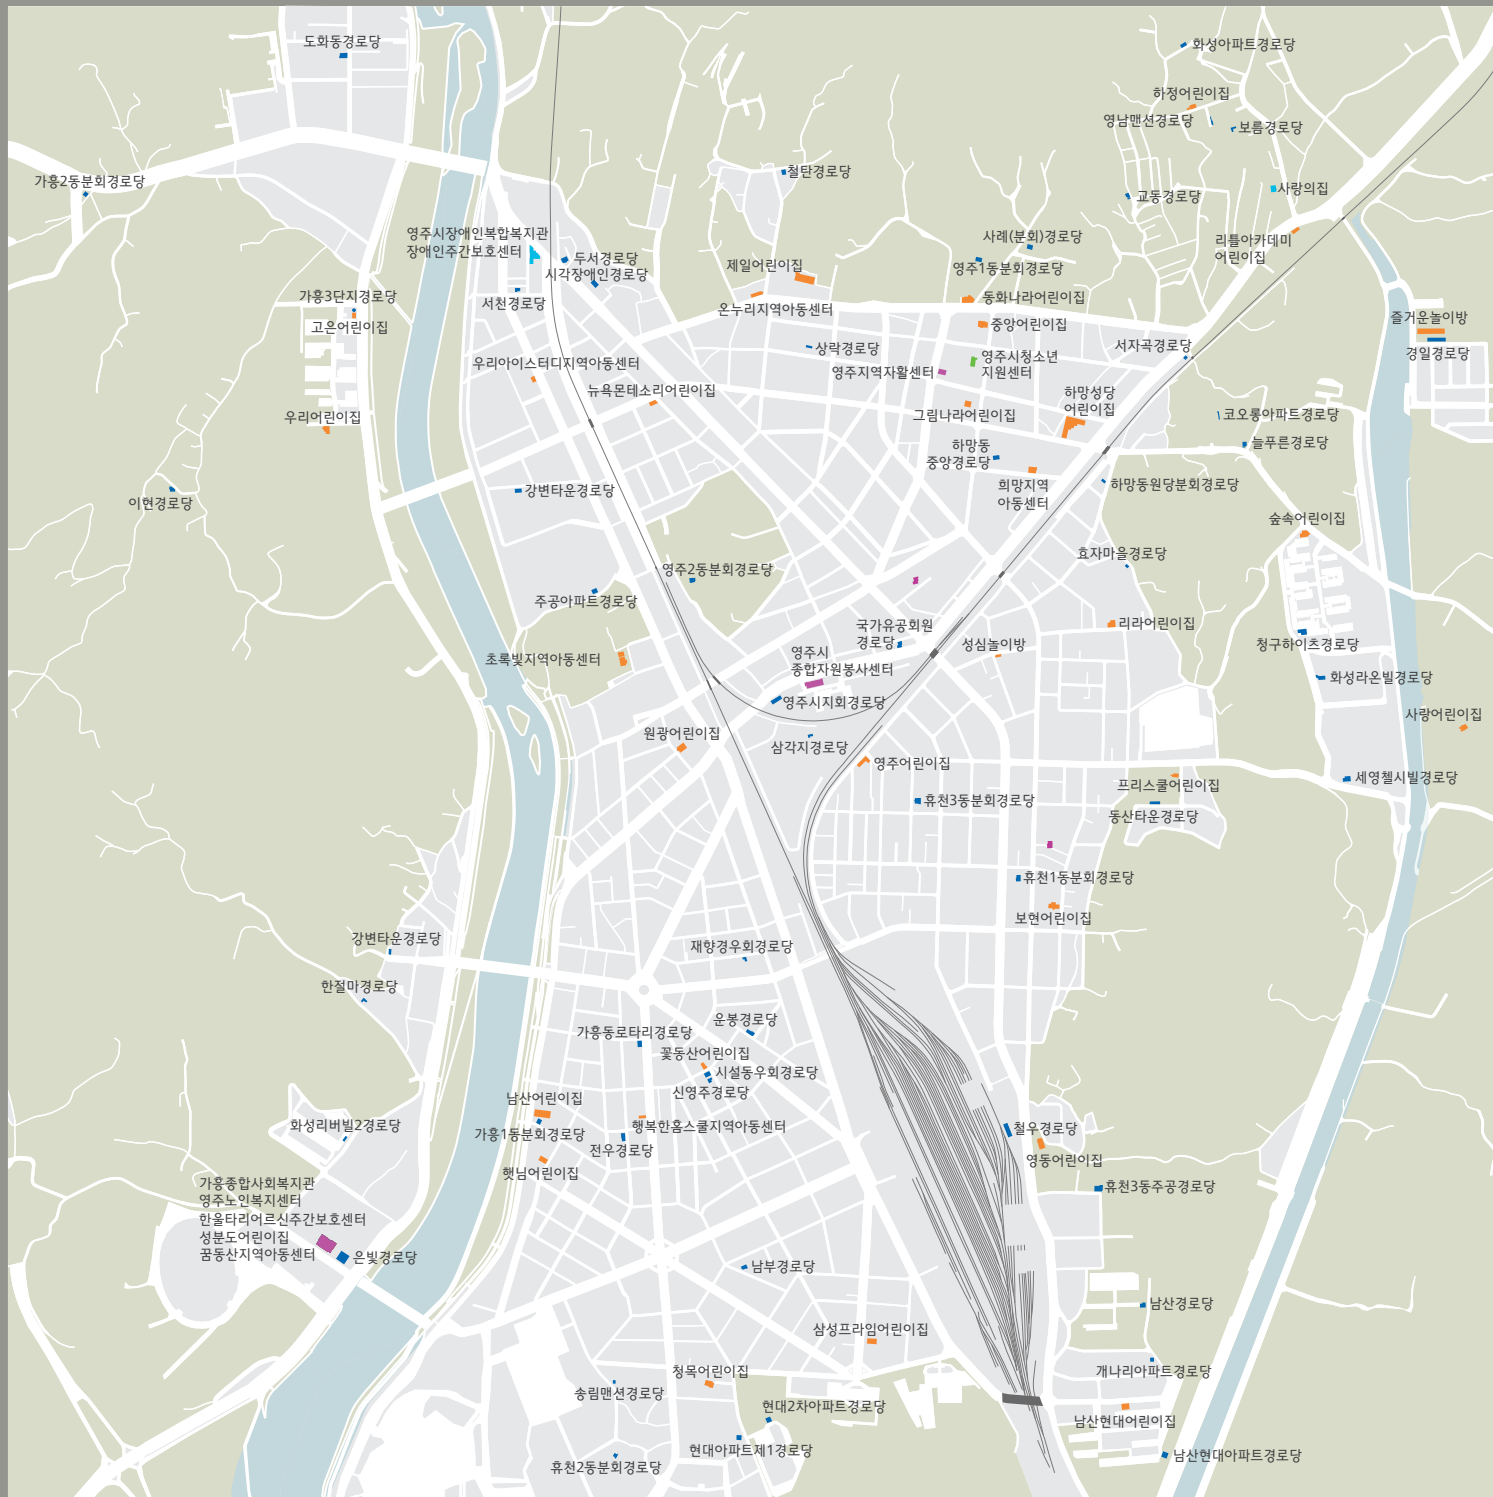 도화동경로당
화성아파트경로당
하정어린이집
영남맨션경로당
보름경로당
가흥2동분회경로당
철탄경로당
교동경로당
사랑의집
영주시장애인복합복지관
장애인주간보호센터
두서경로당
시각장애인경로당
서천경로당
사례(분회)경로당
영주1동분회경로당
리틀아카데미
어린이집
제일어린이집
온누리지역아동센터
동화나라어린이집
중앙어린이집
가흥3단지경로당
고은어린이집
즐거운놀이방
경일경로당
상락경로당
서자곡경로당
영주시청소년
지원센터
영주지역자활센터
우리아이스터디지역아동센터
뉴욕몬테소리어린이집
그림나라어린이집
하망성당
어린이집
코오롱아파트경로당
우리어린이집
늘푸른경로당
하망동
중앙경로당
희망지역
아동센터
하망동원당분회경로당
강변타운경로당
이현경로당
숲속어린이집
효자마을경로당
영주2동분회경로당
주공아파트경로당
국가유공회원
경로당
리라어린이집
성심놀이방
청구하이츠경로당
초록빛지역아동센터
영주시
종합자원봉사센터
화성라온빌경로당
영주시지회경로당
사랑어린이집
원광어린이집
삼각지경로당
영주어린이집
프리스쿨어린이집
세영첼시빌경로당
동산타운경로당
휴천3동분회경로당
휴천1동분회경로당
보현어린이집
강변타운경로당
재향경우회경로당
한절마경로당
운봉경로당
가흥동로타리경로당
꽃동산어린이집
시설동우회경로당
신영주경로당
남산어린이집
가흥1동분회경로당
행복한홈스쿨지역아동센터
전우경로당
햇님어린이집
화성리버빌2경로당
철우경로당
영동어린이집
휴천3동주공경로당
가흥종합사회복지관
영주노인복지센터
한울타리어르신주간보호센터
성분도어린이집
꿈동산지역아동센터
은빛경로당
남부경로당
남산경로당
삼성프라임어린이집
개나리아파트경로당
청목어린이집
송림맨션경로당
현대2차아파트경로당
남산현대어린이집
현대아파트제1경로당
남산현대아파트경로당
휴천2동분회경로당